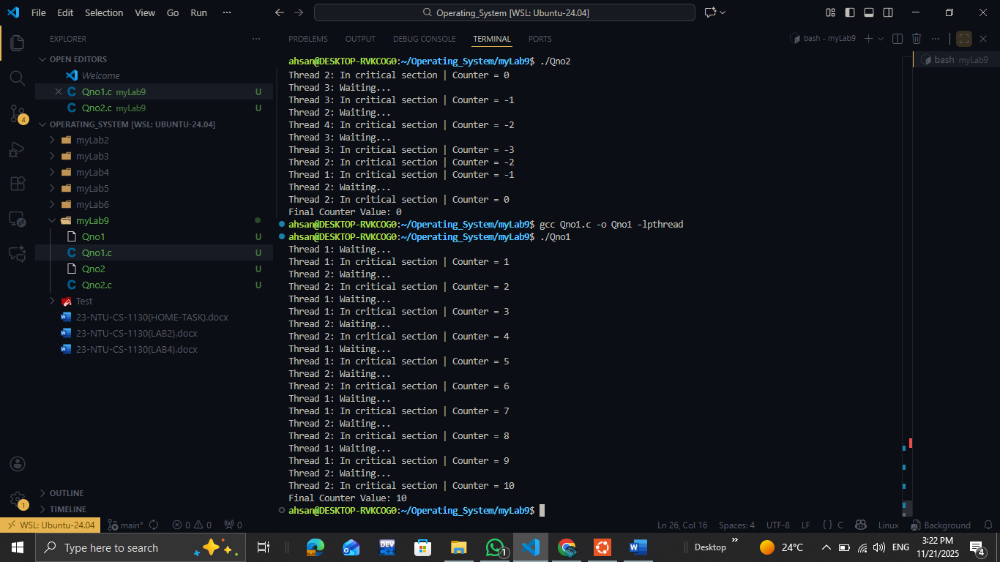 File Edit Selection View Go Run ··· Operating_System [WSL: Ubuntu-24.04]
EXPLORER ···
OPEN EDITORS
Welcome
Qno1.c myLab9 U
Qno2.c myLab9 U
OPERATING_SYSTEM [WSL: UBUNTU-24.04]
myLab2
myLab3
myLab4
myLab5
myLab6
myLab9
Qno1 U
Qno1.c U
Qno2 U
Qno2.c U
Test
23-NTU-CS-1130(HOME-TASK).docx
23-NTU-CS-1130(LAB2).docx
23-NTU-CS-1130(LAB4).docx
OUTLINE
TIMELINE
4
1
PROBLEMS OUTPUT DEBUG CONSOLE TERMINAL PORTS bash - myLab9 ···
bash myLab9
ahsan@DESKTOP-RVKCOG0:~/Operating_System/myLab9$ ./Qno2
Thread 2: In critical section | Counter = 0
Thread 3: Waiting...
Thread 3: In critical section | Counter = -1
Thread 2: Waiting...
Thread 4: In critical section | Counter = -2
Thread 3: Waiting...
Thread 3: In critical section | Counter = -3
Thread 2: In critical section | Counter = -2
Thread 1: In critical section | Counter = -1
Thread 2: Waiting...
Thread 2: In critical section | Counter = 0
Final Counter Value: 0
ahsan@DESKTOP-RVKCOG0:~/Operating_System/myLab9$ gcc Qno1.c -o Qno1 -lpthread
ahsan@DESKTOP-RVKCOG0:~/Operating_System/myLab9$ ./Qno1
Thread 1: Waiting...
Thread 1: In critical section | Counter = 1
Thread 2: Waiting...
Thread 2: In critical section | Counter = 2
Thread 1: Waiting...
Thread 1: In critical section | Counter = 3
Thread 2: Waiting...
Thread 2: In critical section | Counter = 4
Thread 1: Waiting...
Thread 1: In critical section | Counter = 5
Thread 2: Waiting...
Thread 2: In critical section | Counter = 6
Thread 1: Waiting...
Thread 1: In critical section | Counter = 7
Thread 2: Waiting...
Thread 2: In critical section | Counter = 8
Thread 1: Waiting...
Thread 1: In critical section | Counter = 9
Thread 2: Waiting...
Thread 2: In critical section | Counter = 10
Final Counter Value: 10
ahsan@DESKTOP-RVKCOG0:~/Operating_System/myLab9$
WSL: Ubuntu-24.04 main* 0 0 0 Ln 26, Col 16 Spaces: 4 UTF-8 LF {} C Linux Background
Type here to search DEV 1 Desktop 24°C ENG 3:22 PM
11/21/2025 4